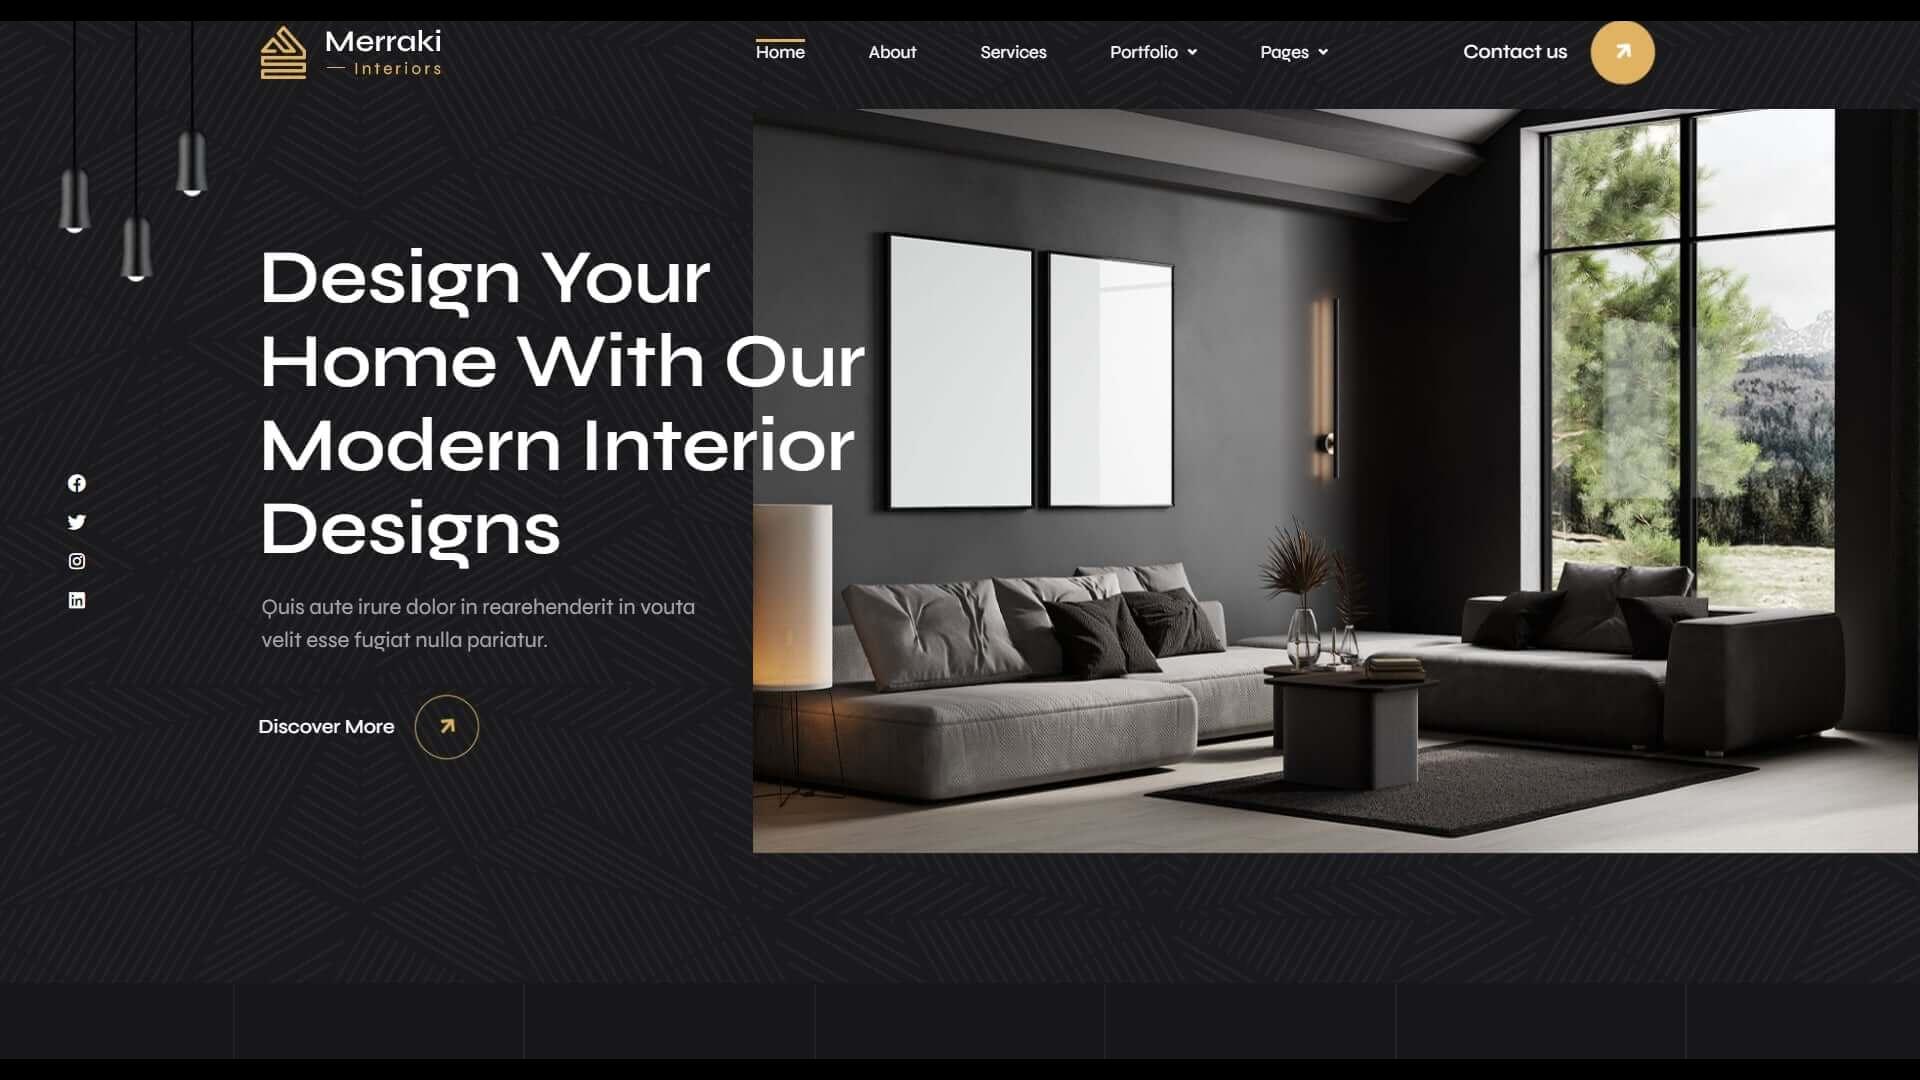 Merraki
Interiors
Home
About
Services
Portfolio
Pages
Contact us
Design Your
Home With Our
Modern Interior
Designs
Quis aute irure dolor in rearehenderit in vouta
velit esse fugiat nulla pariatur.
Discover More